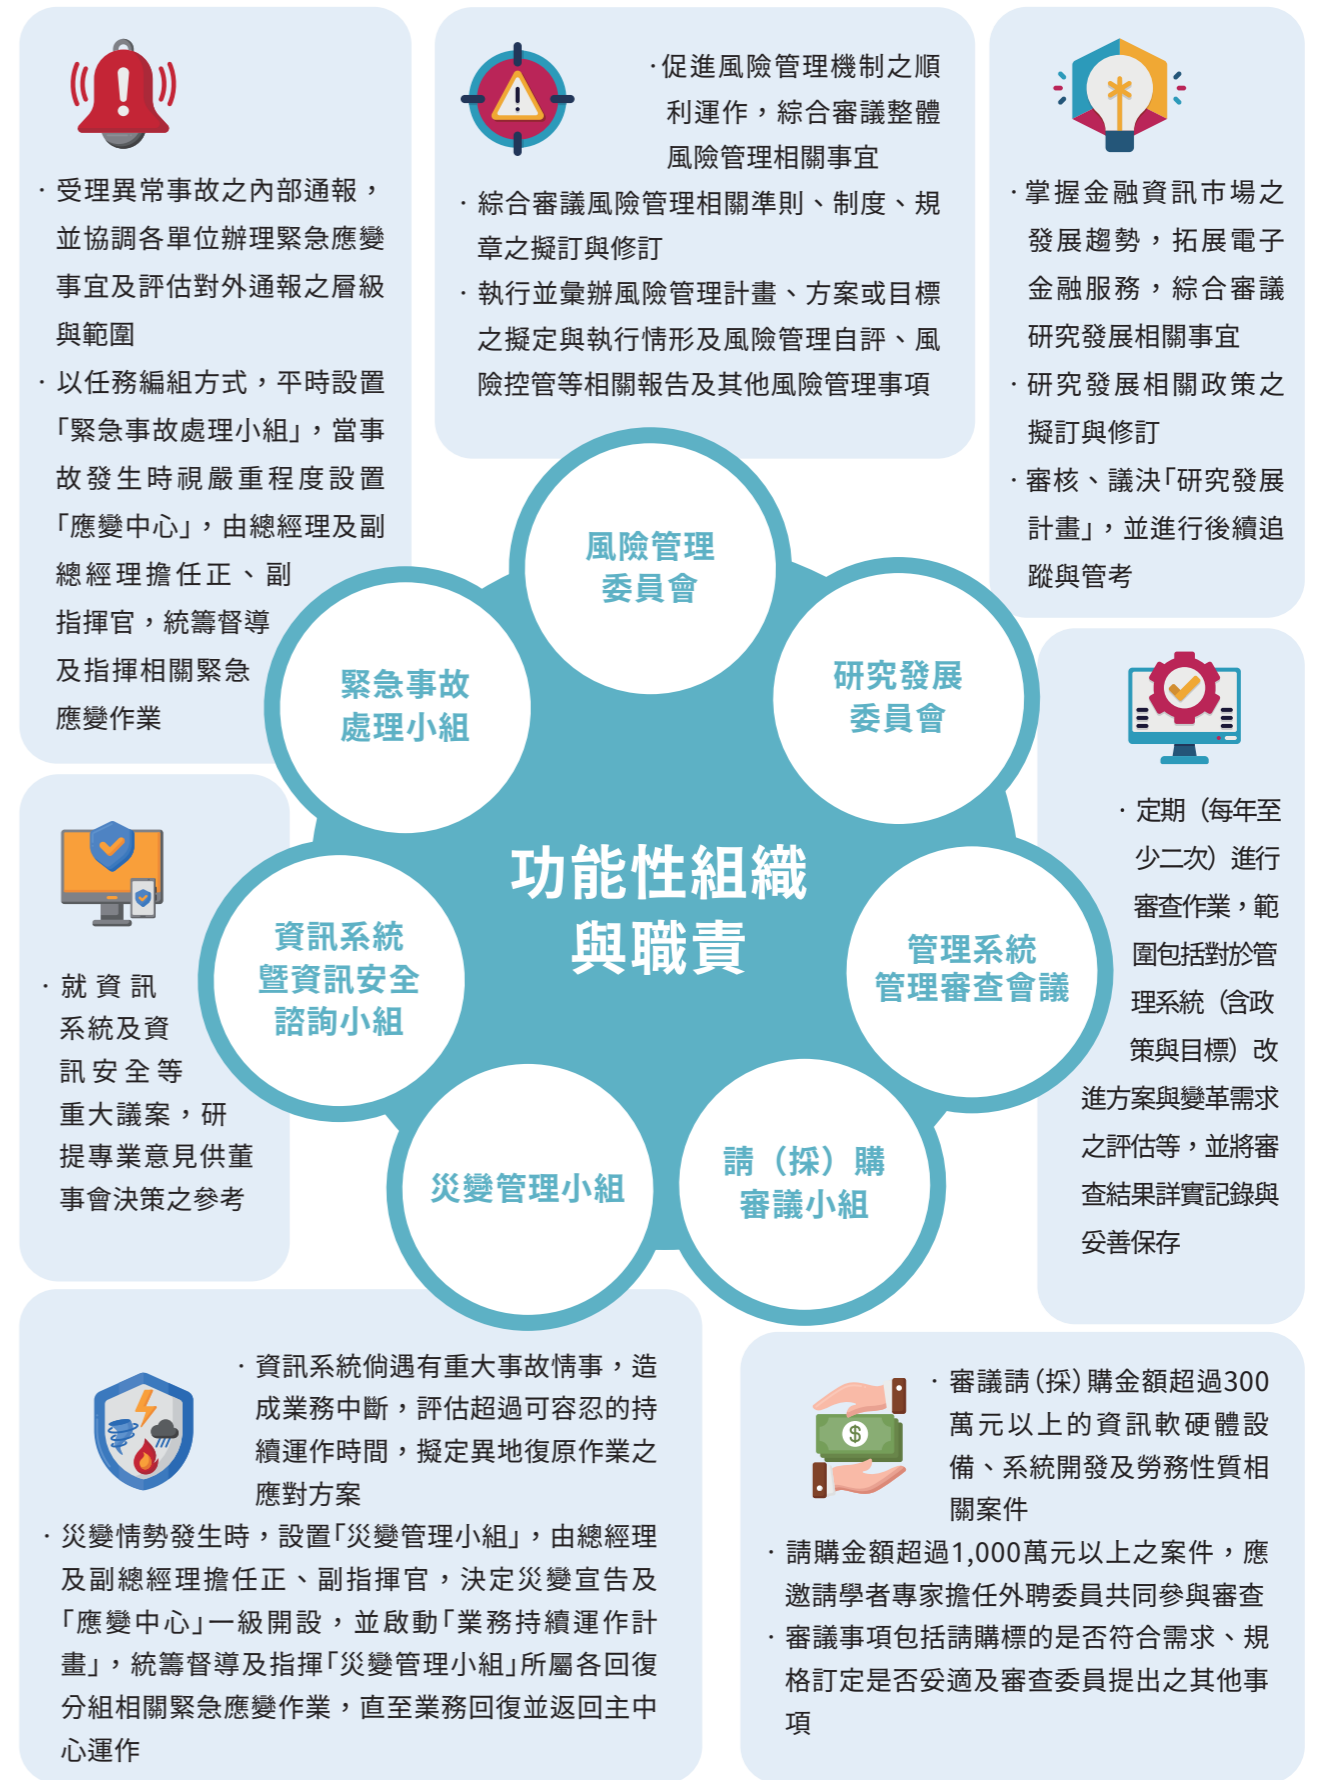 · 受理異常事故之內部通報，
並協調各單位辦理緊急應變
事宜及評估對外通報之層級
與範圍
· 以任務編組方式，平時設置
「緊急事故處理小組」，當事
故發生時視嚴重程度設置
「應變中心」，由總經理及副
總經理擔任正、副
指揮官，統籌督導
及指揮相關緊急
應變作業
· 促進風險管理機制之順
利運作，綜合審議整體
風險管理相關事宜
· 綜合審議風險管理相關準則、制度、規
章之擬訂與修訂
· 執行並彙辦風險管理計畫、方案或目標
之擬定與執行情形及風險管理自評、風
險控管等相關報告及其他風險管理事項
· 掌握金融資訊市場之
發展趨勢，拓展電子
金融服務，綜合審議
研究發展相關事宜
· 研究發展相關政策之
擬訂與修訂
· 審核、議決「研究發展
計畫」，並進行後續追
蹤與管考
風險管理
委員會
緊急事故
處理小組
研究發展
委員會
功能性組織
與職責
資訊系統
暨資訊安全
諮詢小組
管理系統
管理審查會議
災變管理小組
請（採）購
審議小組
· 定期（每年至
少二次）進行
審查作業，範
圍包括對於管
理系統（含政
策與目標）改
進方案與變革需求
之評估等，並將審
查結果詳實記錄與
妥善保存
· 就資訊
系統及資
訊安全等
重大議案，研
提專業意見供董
事會決策之參考
· 資訊系統倘遇有重大事故情事，造
成業務中斷，評估超過可容忍的持
續運作時間，擬定異地復原作業之
應對方案
· 災變情勢發生時，設置「災變管理小組」，由總經理
及副總經理擔任正、副指揮官，決定災變宣告及
「應變中心」一級開設，並啟動「業務持續運作計
畫」，統籌督導及指揮「災變管理小組」所屬各回復
分組相關緊急應變作業，直至業務回復並返回主中
心運作
· 審議請（採）購金額超過300
萬元以上的資訊軟硬體設
備、系統開發及勞務性質相
關案件
· 請購金額超過1,000萬元以上之案件，應
邀請學者專家擔任外聘委員共同參與審查
· 審議事項包括請購標的是否符合需求、規
格訂定是否妥適及審查委員提出之其他事
項